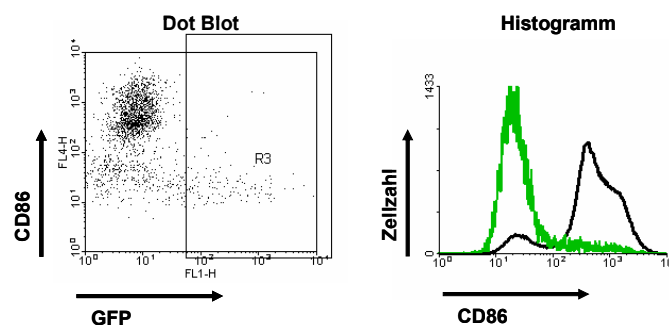 Dot Blot
10⁴
10³
10²
10¹
10⁰
FL4-H
CD86
R3
10⁰ 10¹ 10² 10³ 10⁴
FL1-H
GFP
Histogramm
1433
0
Zellzahl
10⁰ 10¹ 10² 10³ 10⁴
CD86